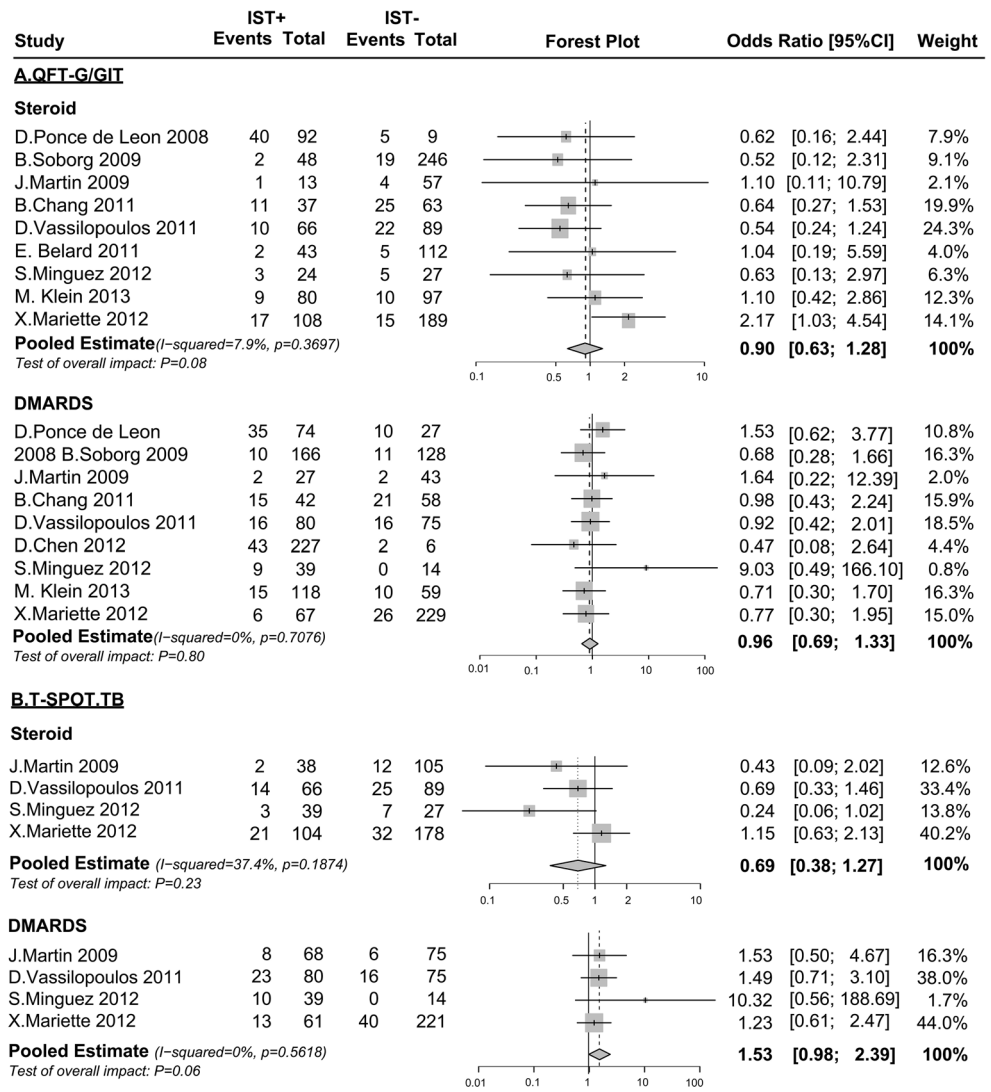 IST+ IST-
Study Events Total Events Total Forest Plot Odds Ratio [95%CI] Weight
A.QFT-G/GIT
Steroid
D.Ponce de Leon 2008 40 92 5 9 0.62 [0.16; 2.44] 7.9%
B.Soborg 2009 2 48 19 246 0.52 [0.12; 2.31] 9.1%
J.Martin 2009 1 13 4 57 1.10 [0.11; 10.79] 2.1%
B.Chang 2011 11 37 25 63 0.64 [0.27; 1.53] 19.9%
D.Vassilopoulos 2011 10 66 22 89 0.54 [0.24; 1.24] 24.3%
E. Belard 2011 2 43 5 112 1.04 [0.19; 5.59] 4.0%
S.Minguez 2012 3 24 5 27 0.63 [0.13; 2.97] 6.3%
M. Klein 2013 9 80 10 97 1.10 [0.42; 2.86] 12.3%
X.Mariette 2012 17 108 15 189 2.17 [1.03; 4.54] 14.1%
Pooled Estimate(I−squared=7.9%, p=0.3697) 0.90 [0.63; 1.28] 100%
Test of overall impact: P=0.08
0.1 0.5 1 2 10
DMARDS
D.Ponce de Leon 35 74 10 27 1.53 [0.62; 3.77] 10.8%
2008 B.Soborg 2009 10 166 11 128 0.68 [0.28; 1.66] 16.3%
J.Martin 2009 2 27 2 43 1.64 [0.22; 12.39] 2.0%
B.Chang 2011 15 42 21 58 0.98 [0.43; 2.24] 15.9%
D.Vassilopoulos 2011 16 80 16 75 0.92 [0.42; 2.01] 18.5%
D.Chen 2012 43 227 2 6 0.47 [0.08; 2.64] 4.4%
S.Minguez 2012 9 39 0 14 9.03 [0.49; 166.10] 0.8%
M. Klein 2013 15 118 10 59 0.71 [0.30; 1.70] 16.3%
X.Mariette 2012 6 67 26 229 0.77 [0.30; 1.95] 15.0%
Pooled Estimate(I−squared=0%, p=0.7076) 0.96 [0.69; 1.33] 100%
Test of overall impact: P=0.80
0.01 0.1 1 10 100
B.T-SPOT.TB
Steroid
J.Martin 2009 2 38 12 105 0.43 [0.09; 2.02] 12.6%
D.Vassilopoulos 2011 14 66 25 89 0.69 [0.33; 1.46] 33.4%
S.Minguez 2012 3 39 7 27 0.24 [0.06; 1.02] 13.8%
X.Mariette 2012 21 104 32 178 1.15 [0.63; 2.13] 40.2%
Pooled Estimate (I−squared=37.4%, p=0.1874) 0.69 [0.38; 1.27] 100%
Test of overall impact: P=0.23
0.1 0.5 1 2 10
DMARDS
J.Martin 2009 8 68 6 75 1.53 [0.50; 4.67] 16.3%
D.Vassilopoulos 2011 23 80 16 75 1.49 [0.71; 3.10] 38.0%
S.Minguez 2012 10 39 0 14 10.32 [0.56; 188.69] 1.7%
X.Mariette 2012 13 61 40 221 1.23 [0.61; 2.47] 44.0%
Pooled Estimate (I−squared=0%, p=0.5618) 1.53 [0.98; 2.39] 100%
Test of overall impact: P=0.06
0.01 0.1 1 10 100